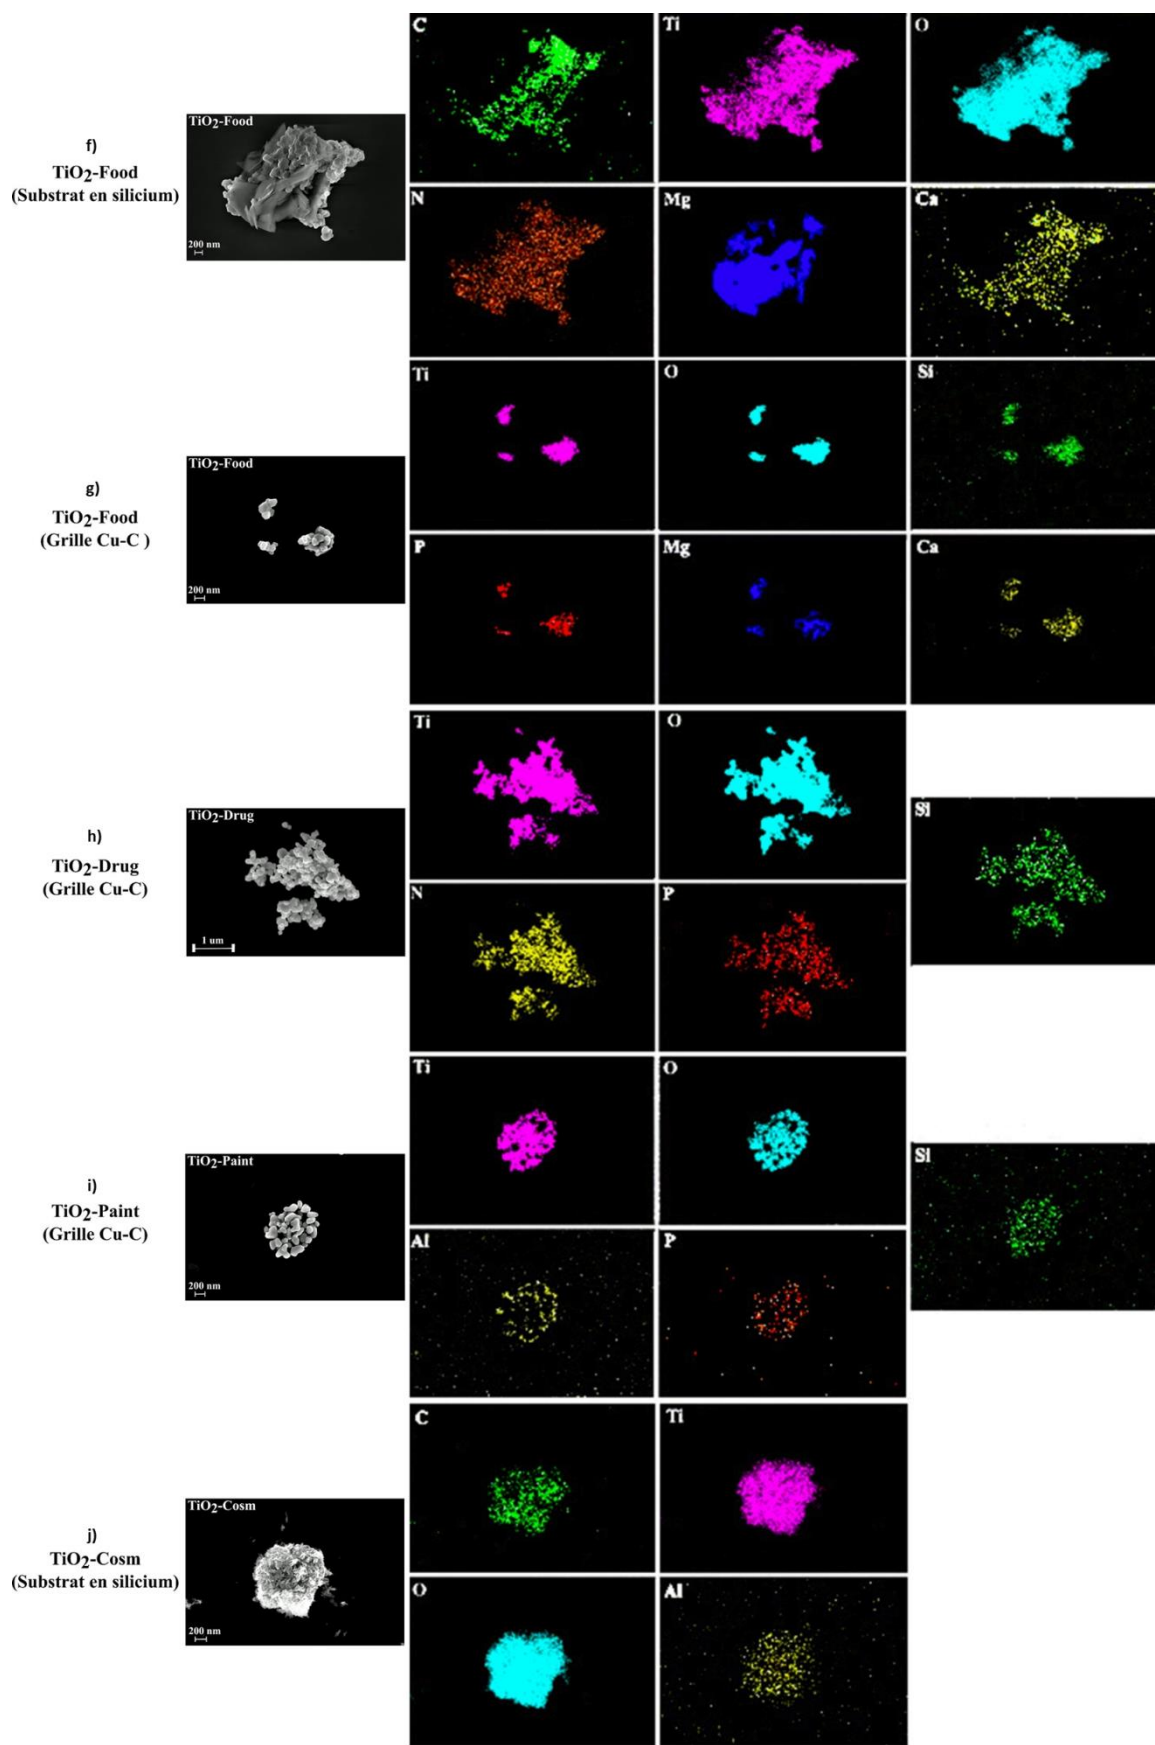 f)
TiO2-Food
(Substrat en silicium)
TiO2-Food
200 nm
C
Ti
O
N
Mg
Ca
g)
TiO2-Food
(Grille Cu-C )
TiO2-Food
200 nm
Ti
O
Si
P
Mg
Ca
h)
TiO2-Drug
(Grille Cu-C)
TiO2-Drug
1 um
Ti
O
Si
N
P
i)
TiO2-Paint
(Grille Cu-C)
TiO2-Paint
200 nm
Ti
O
Si
Al
P
j)
TiO2-Cosm
(Substrat en silicium)
TiO2-Cosm
200 nm
C
Ti
O
Al